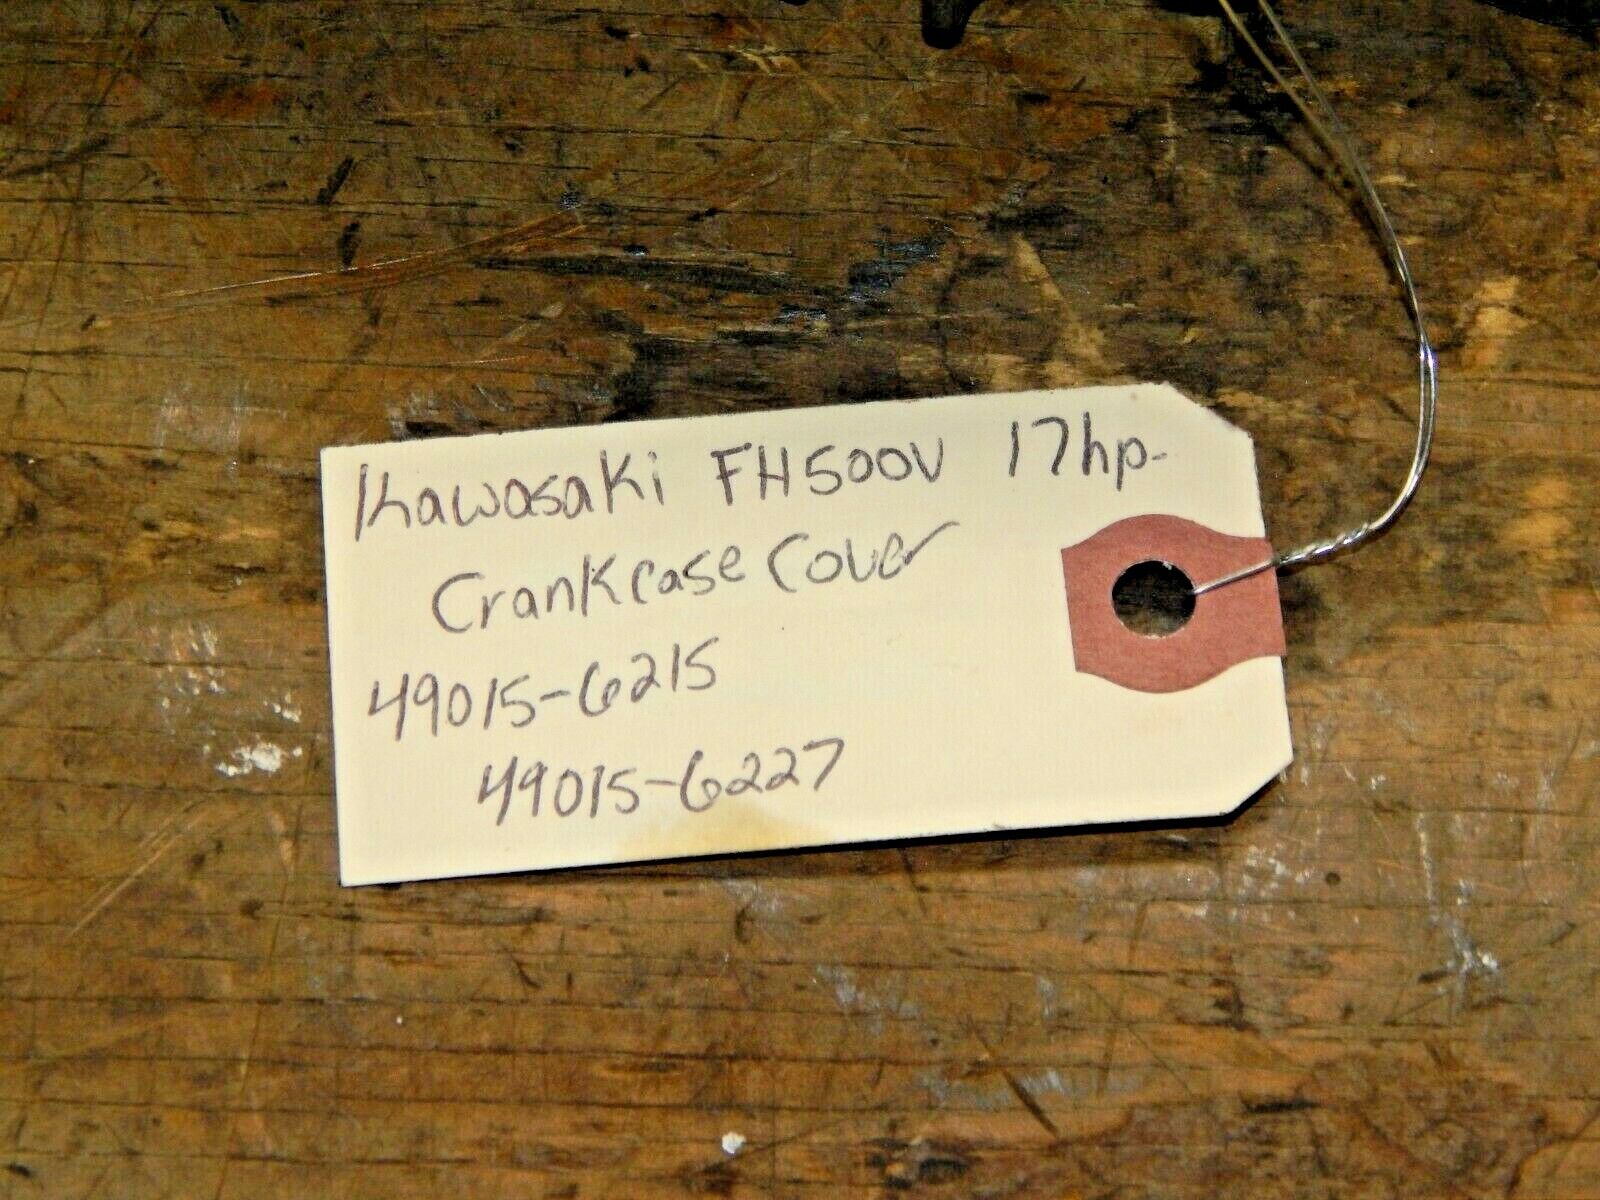 Kawasaki FH500V 17hp-
Crankcase Cover
49015-6215
49015-6227